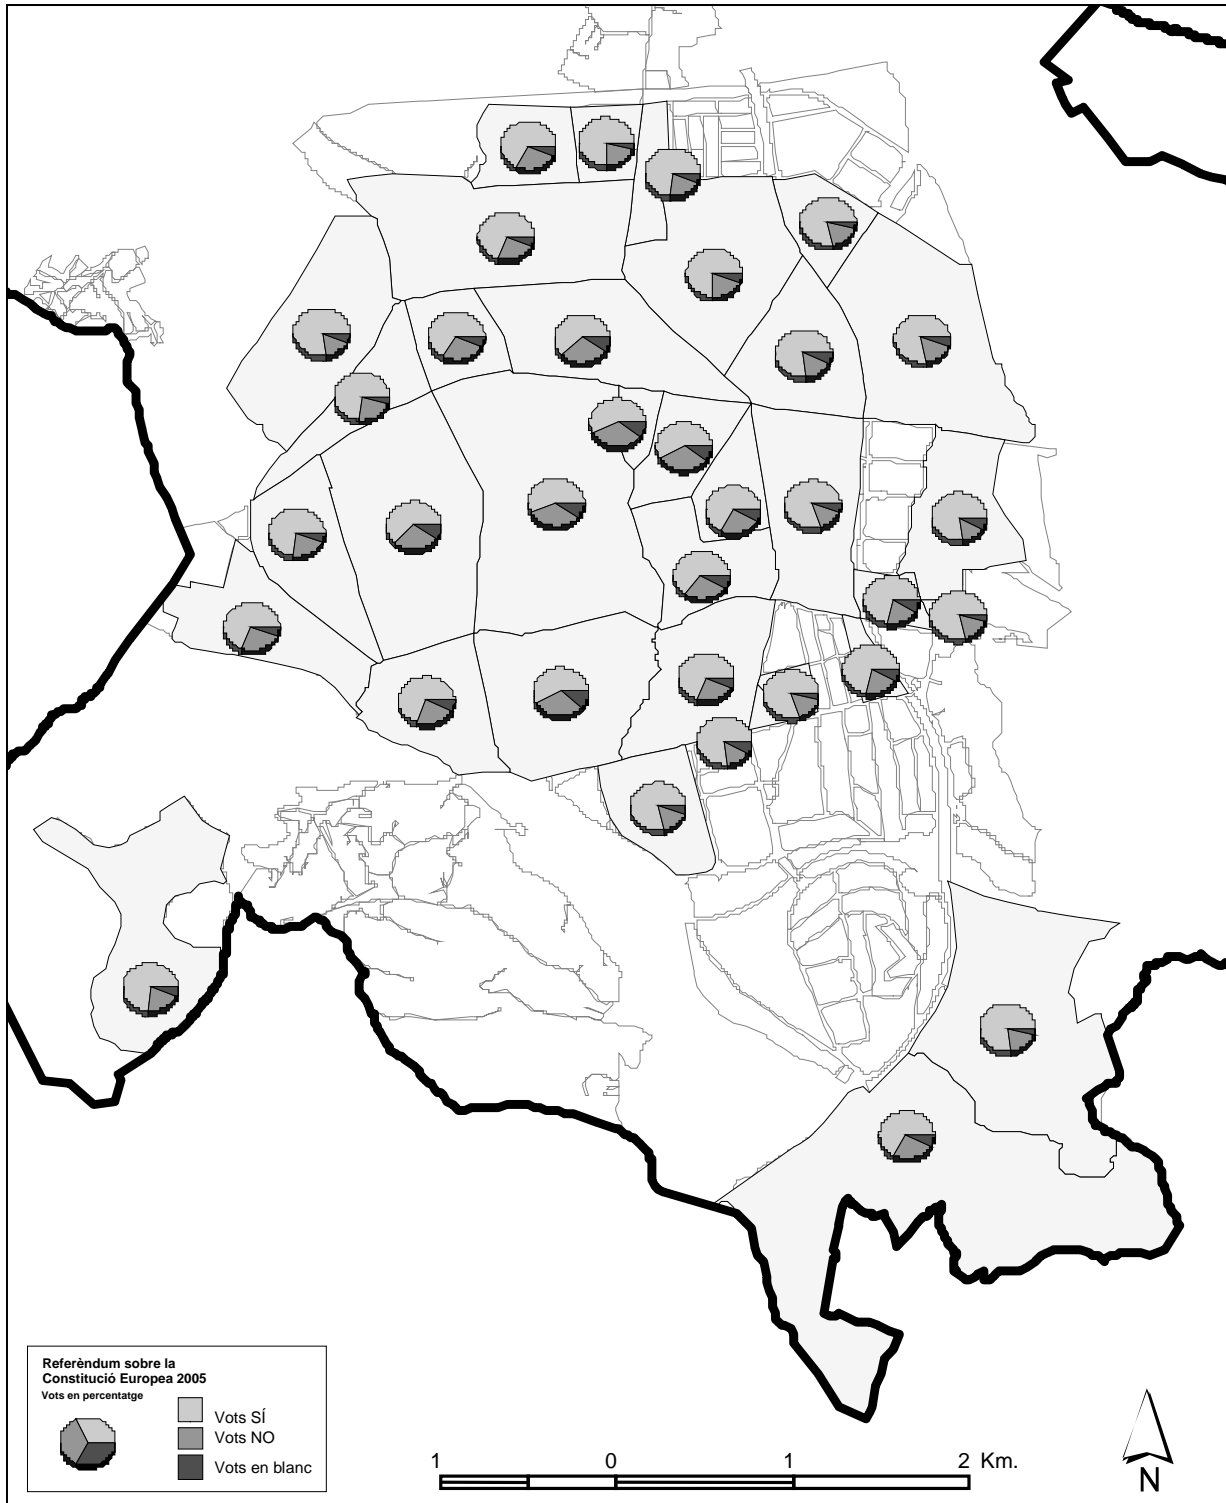 Referèndum sobre la
Constitució Europea 2005
Vots en percentatge
Vots SÍ
Vots NO
Vots en blanc
1 0 1 2 Km.
N